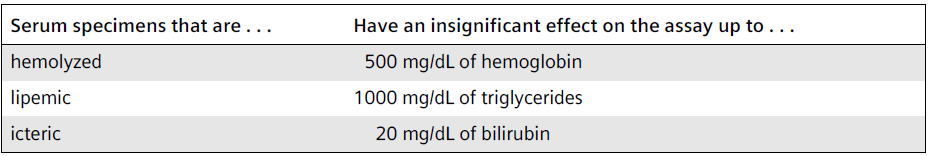 Serum specimens that are . . . Have an insignificant effect on the assay up to . . .
hemolyzed 500 mg/dL of hemoglobin
lipemic 1000 mg/dL of triglycerides
icteric 20 mg/dL of bilirubin